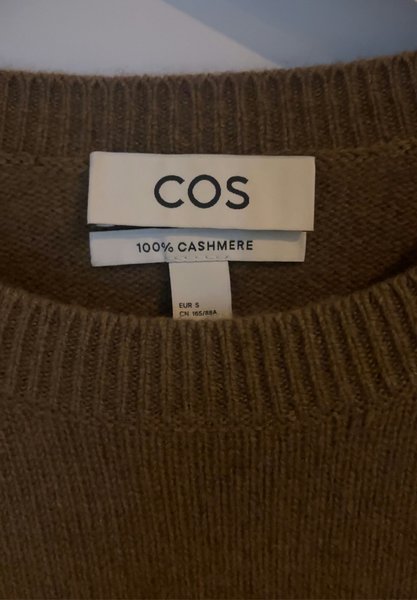 COS
100% CASHMERE
EUR S
CN 165/88A